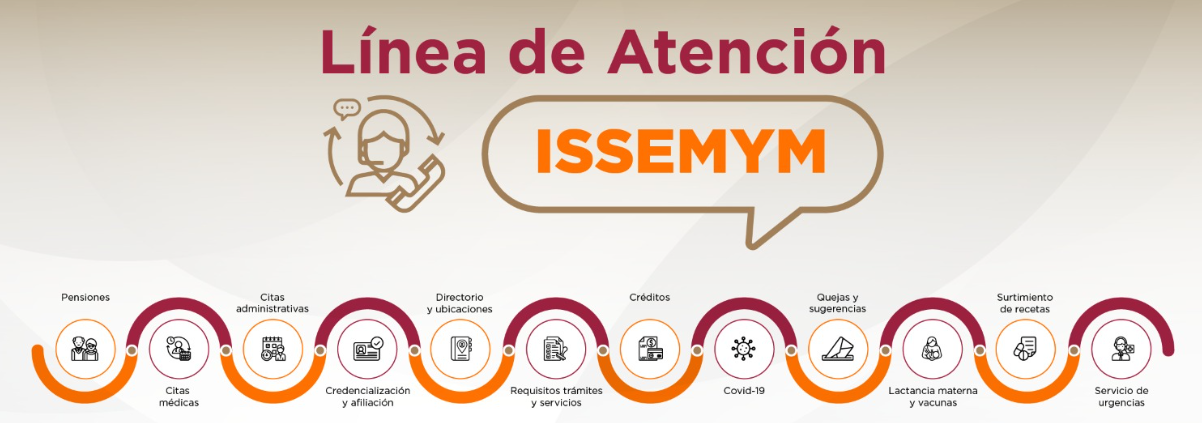 Línea de Atención
ISSEMYM
Pensiones
Citas
médicas
Citas
administrativas
Credencialización
y afiliación
Directorio
y ubicaciones
Requisitos trámites
y servicios
Créditos
Covid-19
Quejas y
sugerencias
Lactancia materna
y vacunas
Surtimiento
de recetas
Servicio de
urgencias